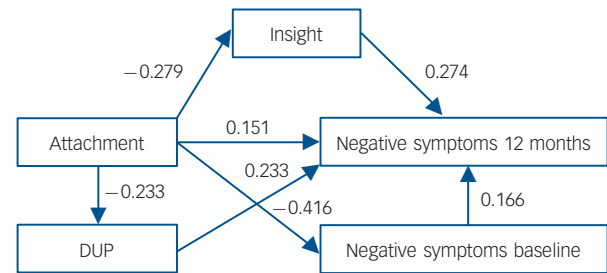 Insight
−0.279
0.274
Attachment
0.151
Negative symptoms 12 months
0.233
−0.233
−0.416
0.166
DUP
Negative symptoms baseline